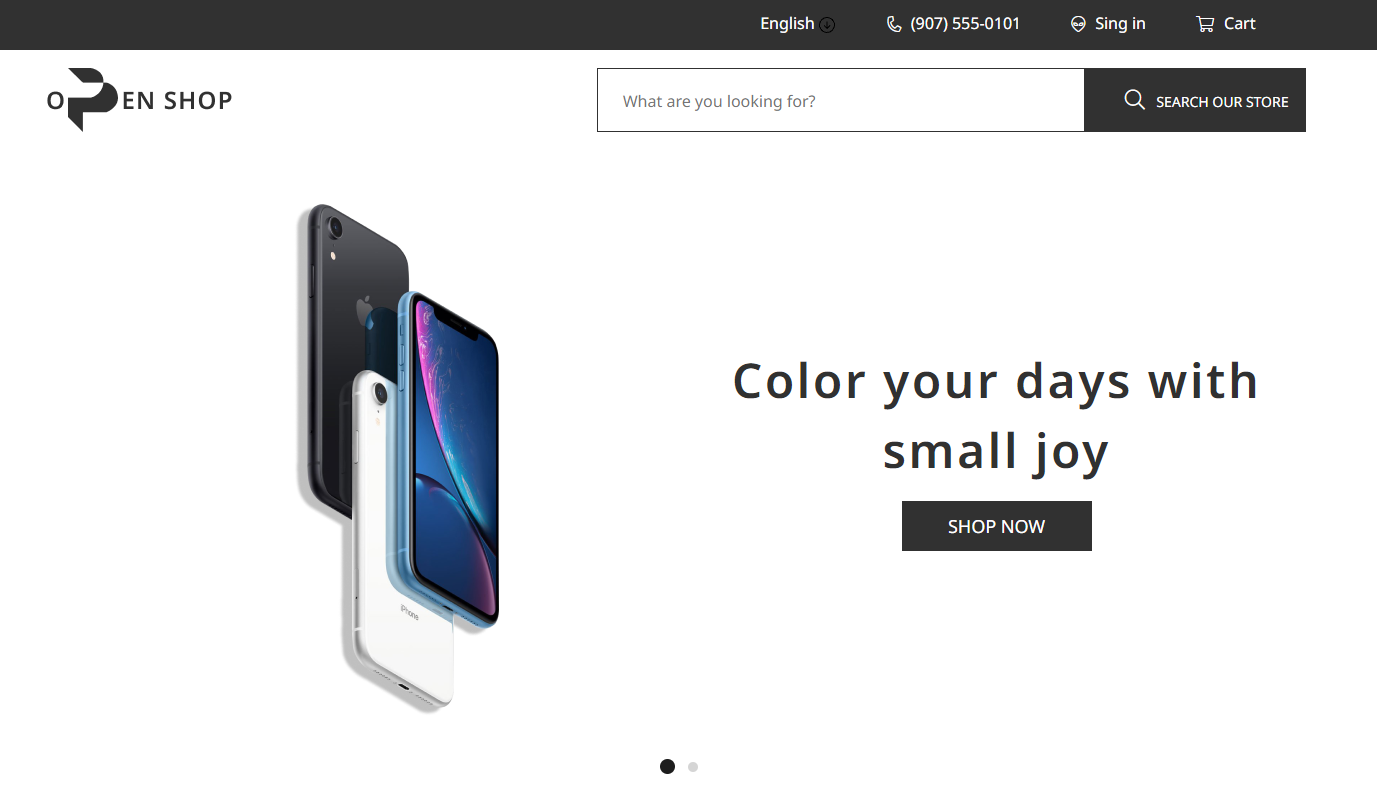 English (907) 555-0101 Sing in Cart
OPEN SHOP What are you looking for? SEARCH OUR STORE
Color your days with
small joy
SHOP NOW
iPhone